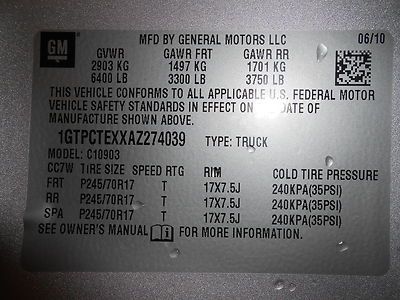 GM MFD BY GENERAL MOTORS LLC 06/10
GVWR GAWR FRT GAWR RR
2903 KG 1497 KG 1701 KG
6400 LB 3300 LB 3750 LB
THIS VEHICLE CONFORMS TO ALL APPLICABLE U.S. FEDERAL MOTOR
VEHICLE SAFETY STANDARDS IN EFFECT ON THE DATE OF
MANUFACTURE SHOWN ABOVE.
1GTPCTEXXAZ274039 TYPE: TRUCK
MODEL: C10903
CC7W TIRE SIZE SPEED RTG RIM COLD TIRE PRESSURE
FRT P245/70R17 T 17X7.5J 240KPA(35PSI)
RR P245/70R17 T 17X7.5J 240KPA(35PSI)
SPA P245/70R17 T 17X7.5J 240KPA(35PSI)
SEE OWNER'S MANUAL FOR MORE INFORMATION.